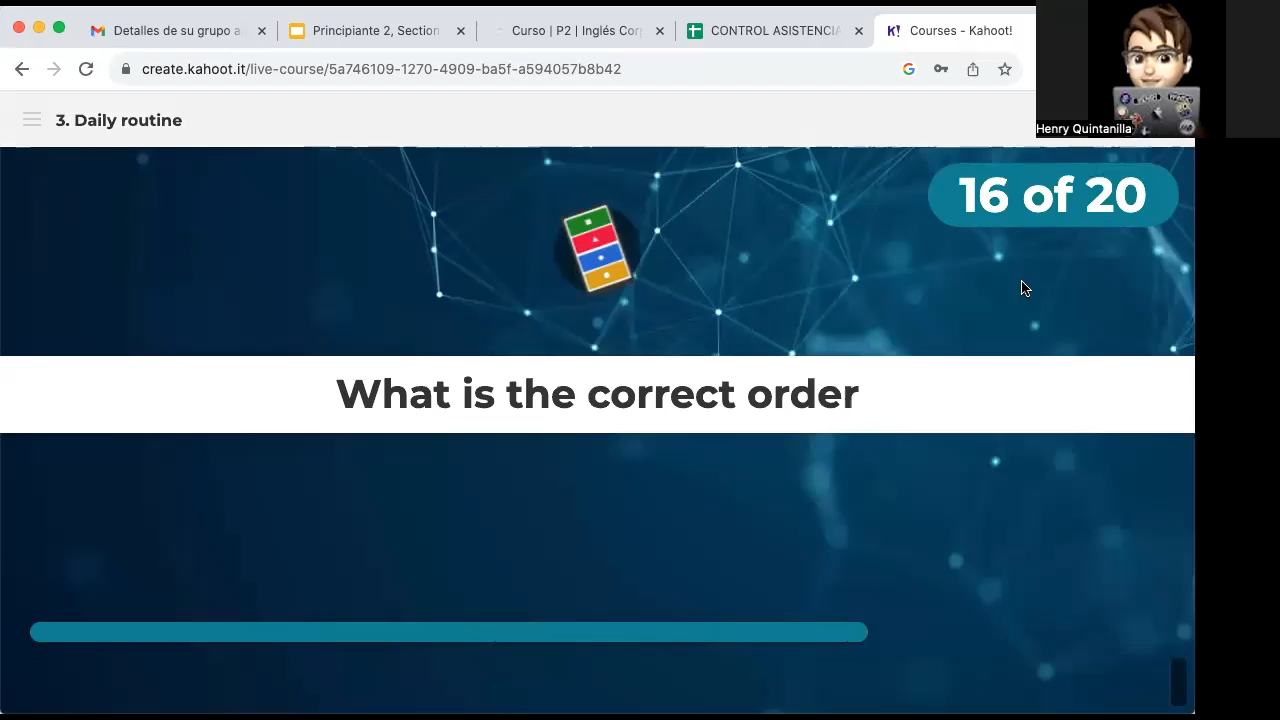 Detalles de su grupo a
Principiante 2, Section
Curso | P2 | Inglés Cor
CONTROL ASISTENCIA
K! Courses - Kahoot!
create.kahoot.it/live-course/5a746109-1270-4909-ba5f-a594057b8b42
3. Daily routine
Henry Quintanilla
16 of 20
What is the correct order